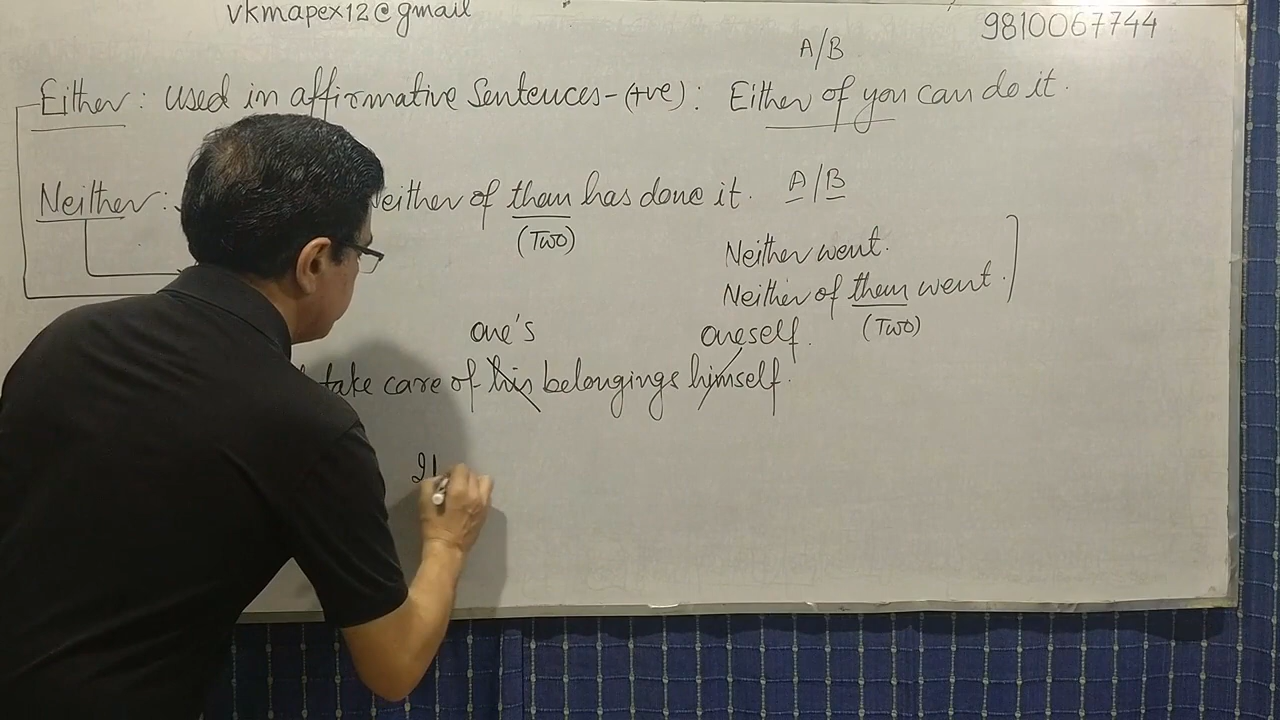 vkmapex12@gmail
9810067744
A/B
Either: Used in affirmative Sentences-(+ve): Either of you can do it.
Neither: Neither of them has done it. A/B
(Two)
Neither went.
Neither of them went.
(Two)
one's oneself.
take care of his belongings himself.